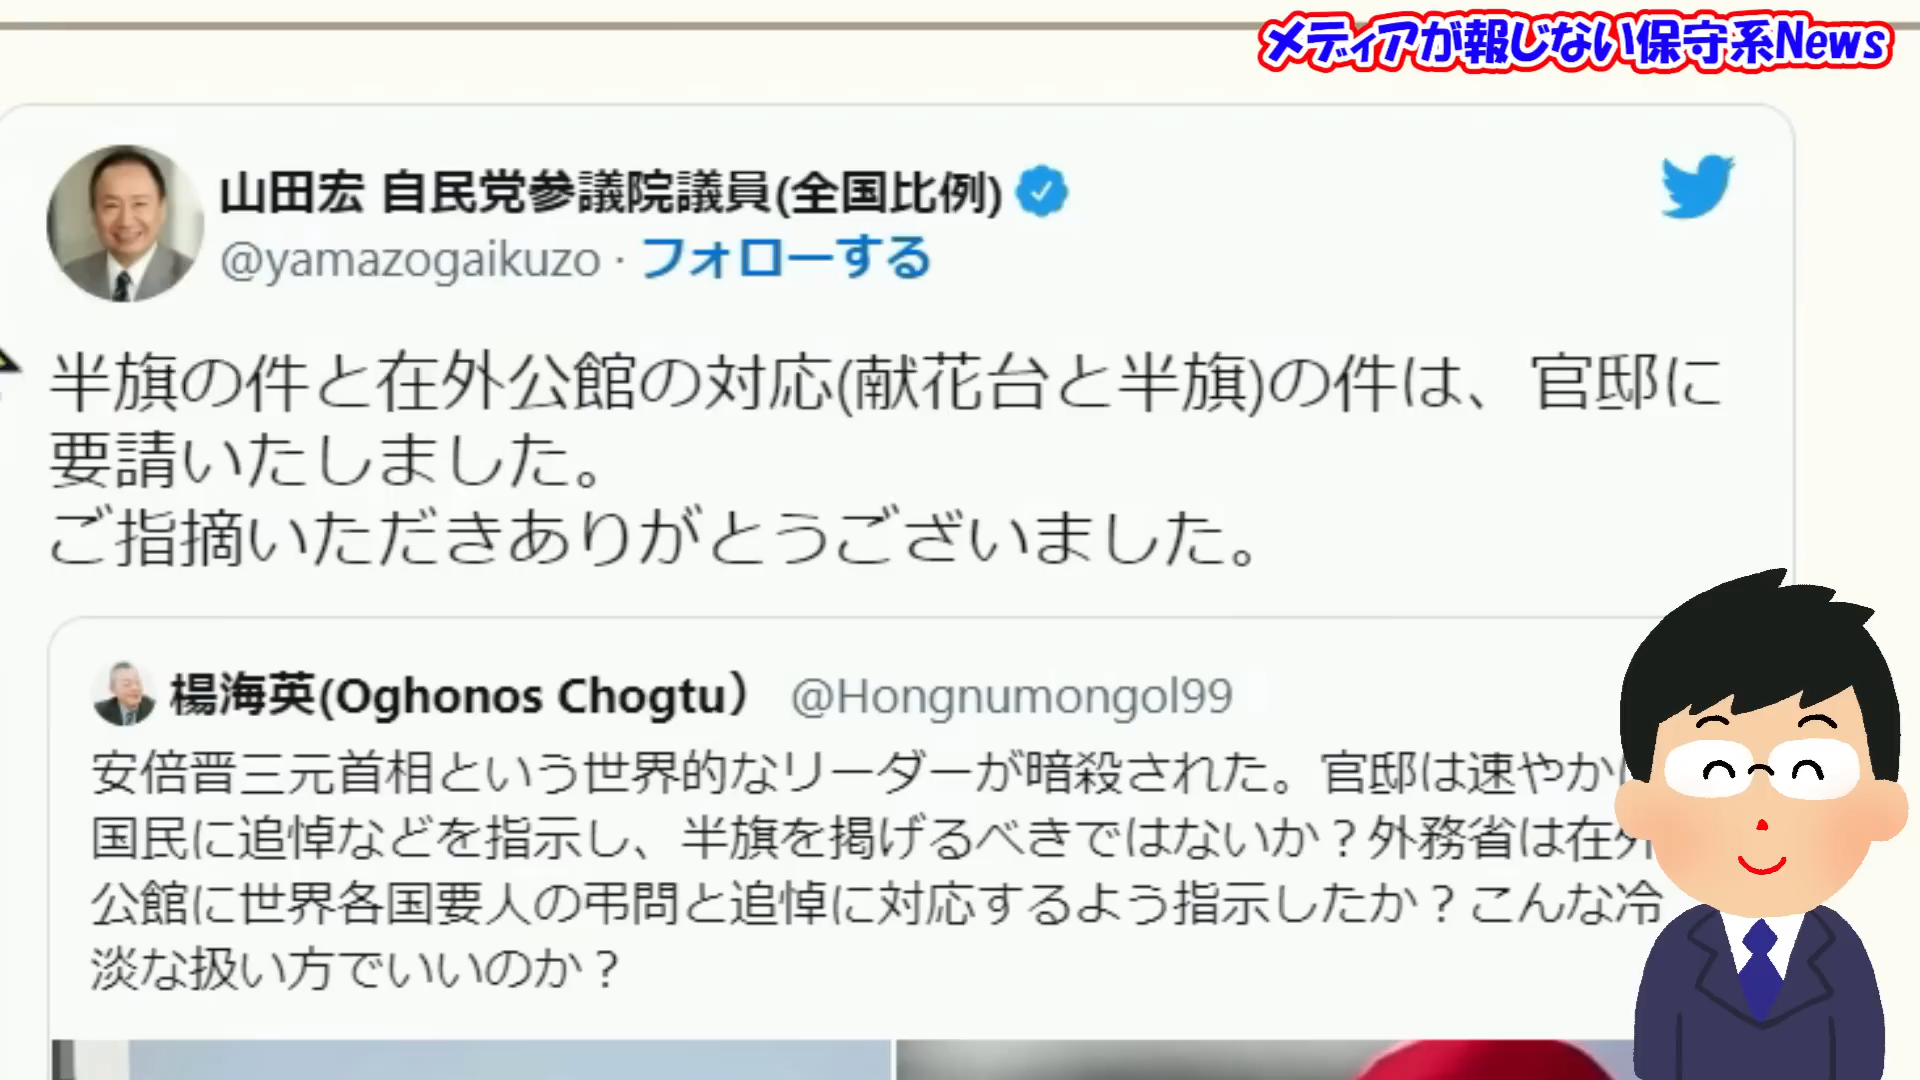 メディアが報じない保守系News
山田宏 自民党参議院議員(全国比例)
@yamazogaikuzo · フォローする
半旗の件と在外公館の対応(献花台と半旗)の件は、官邸に
要請いたしました。
ご指摘いただきありがとうございました。
楊海英(Oghonos Chogtu） @Hongnumongol99
安倍晋三元首相という世界的なリーダーが暗殺された。官邸は速やか
国民に追悼などを指示し、半旗を掲げるべきではないか？外務省は在外
公館に世界各国要人の弔問と追悼に対応するよう指示したか？こんな冷
淡な扱い方でいいのか？